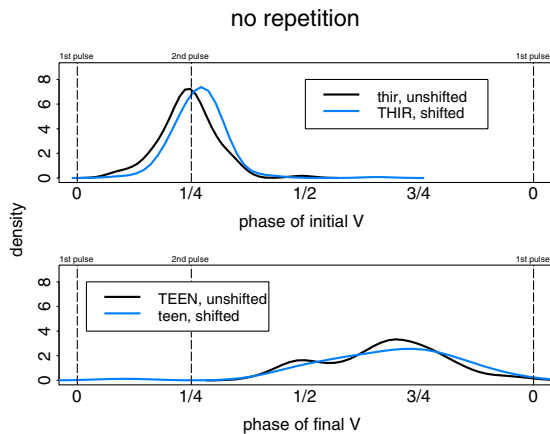 no repetition
1st pulse 2nd pulse 1st pulse
8
6
4
2
0
thir, unshifted
THIR, shifted
0 1/4 1/2 3/4 0
phase of initial V
density
1st pulse 2nd pulse 1st pulse
8
6
4
2
0
TEEN, unshifted
teen, shifted
0 1/4 1/2 3/4 0
phase of final V